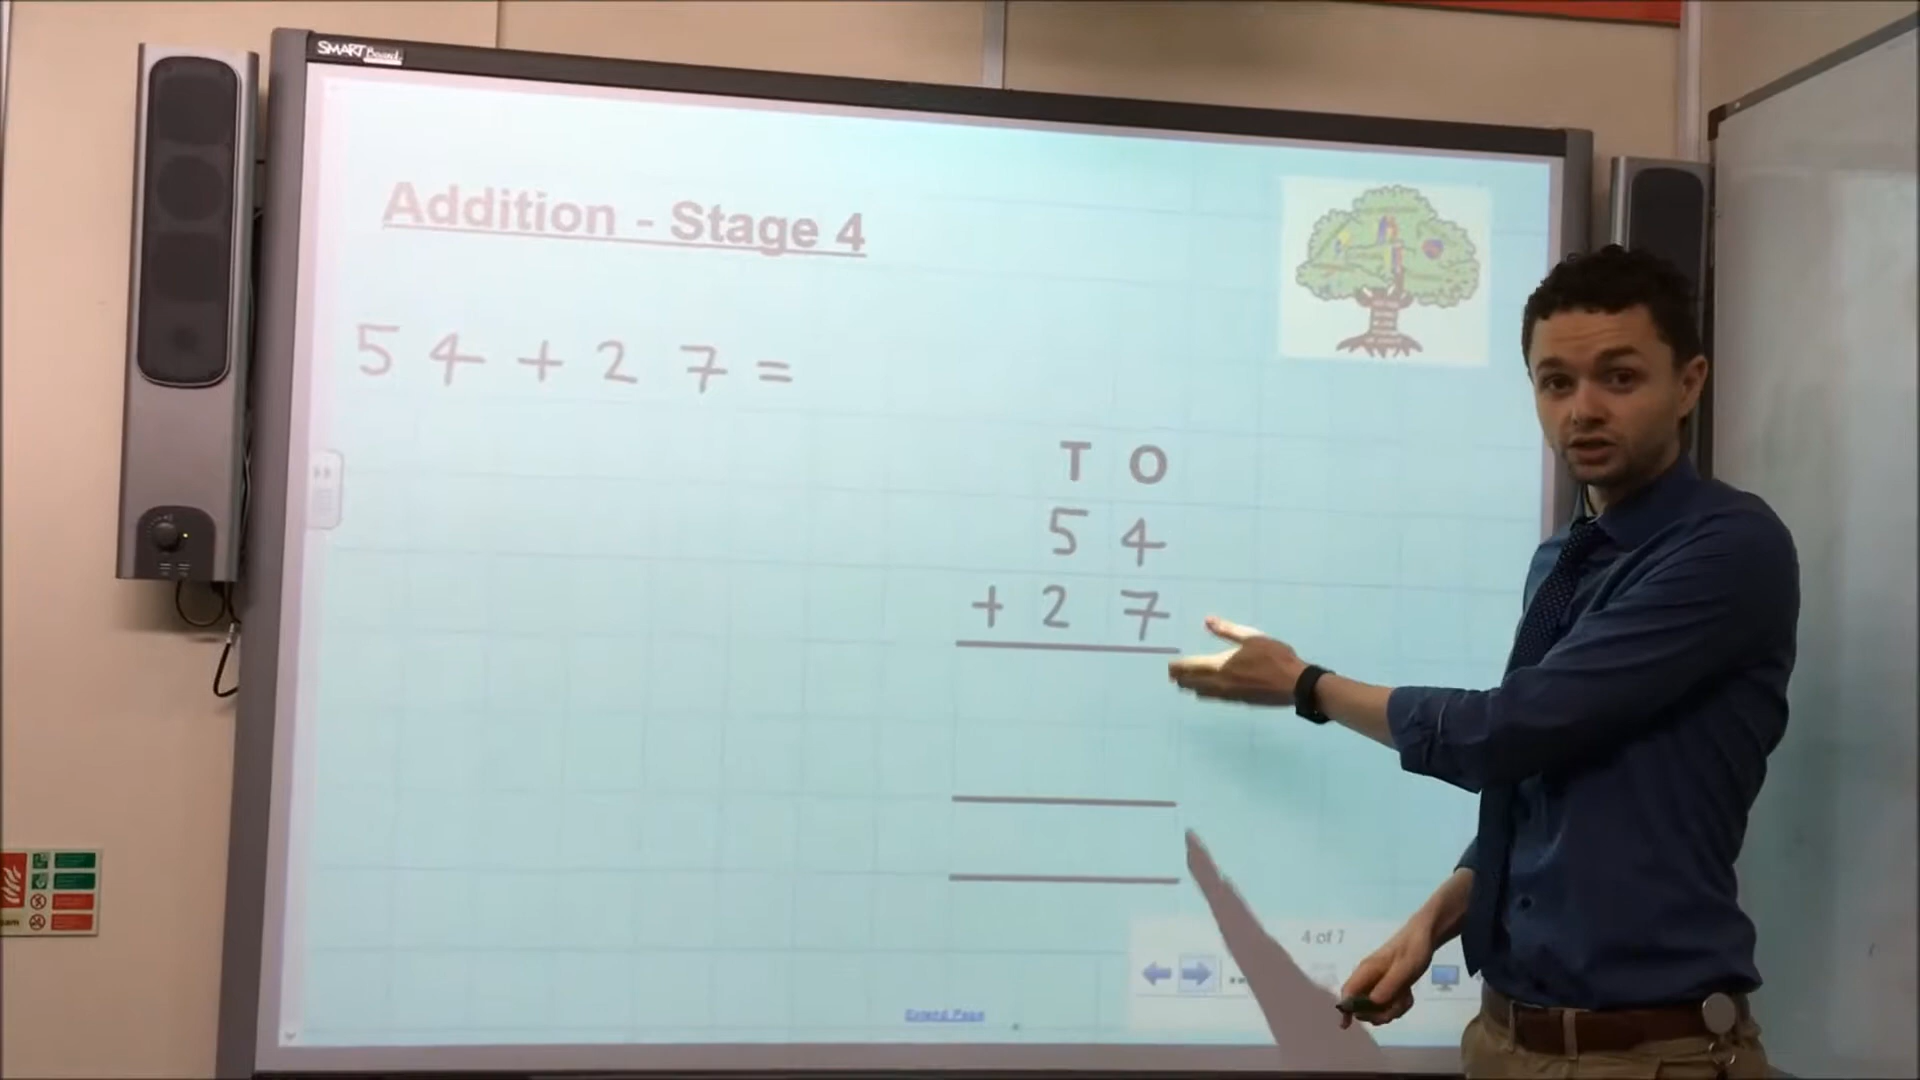 SMART Board
Addition - Stage 4
54 + 27 =
T O
5 4
+ 2 7
4 of 7
Extend Page